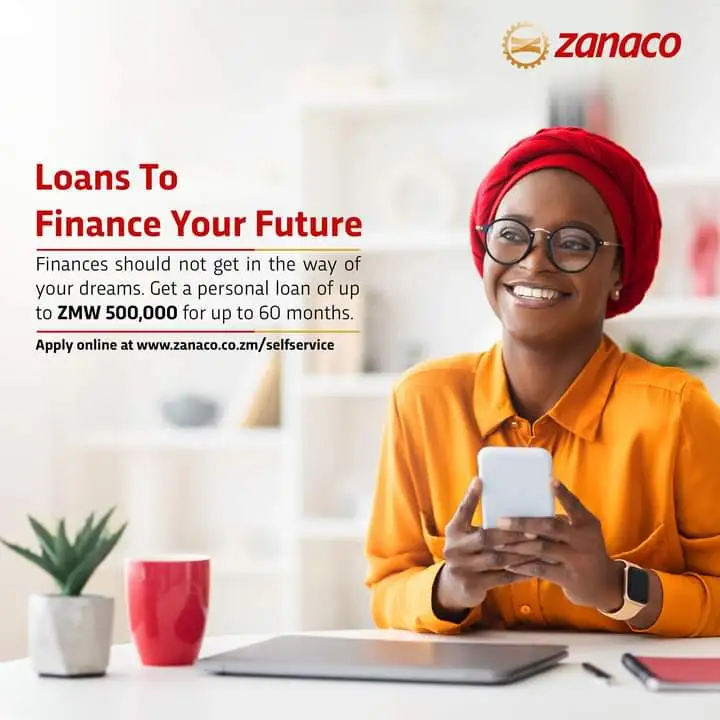 zanaco
Loans To
Finance Your Future
Finances should not get in the way of
your dreams. Get a personal loan of up
to ZMW 500,000 for up to 60 months.
Apply online at www.zanaco.co.zm/selfservice